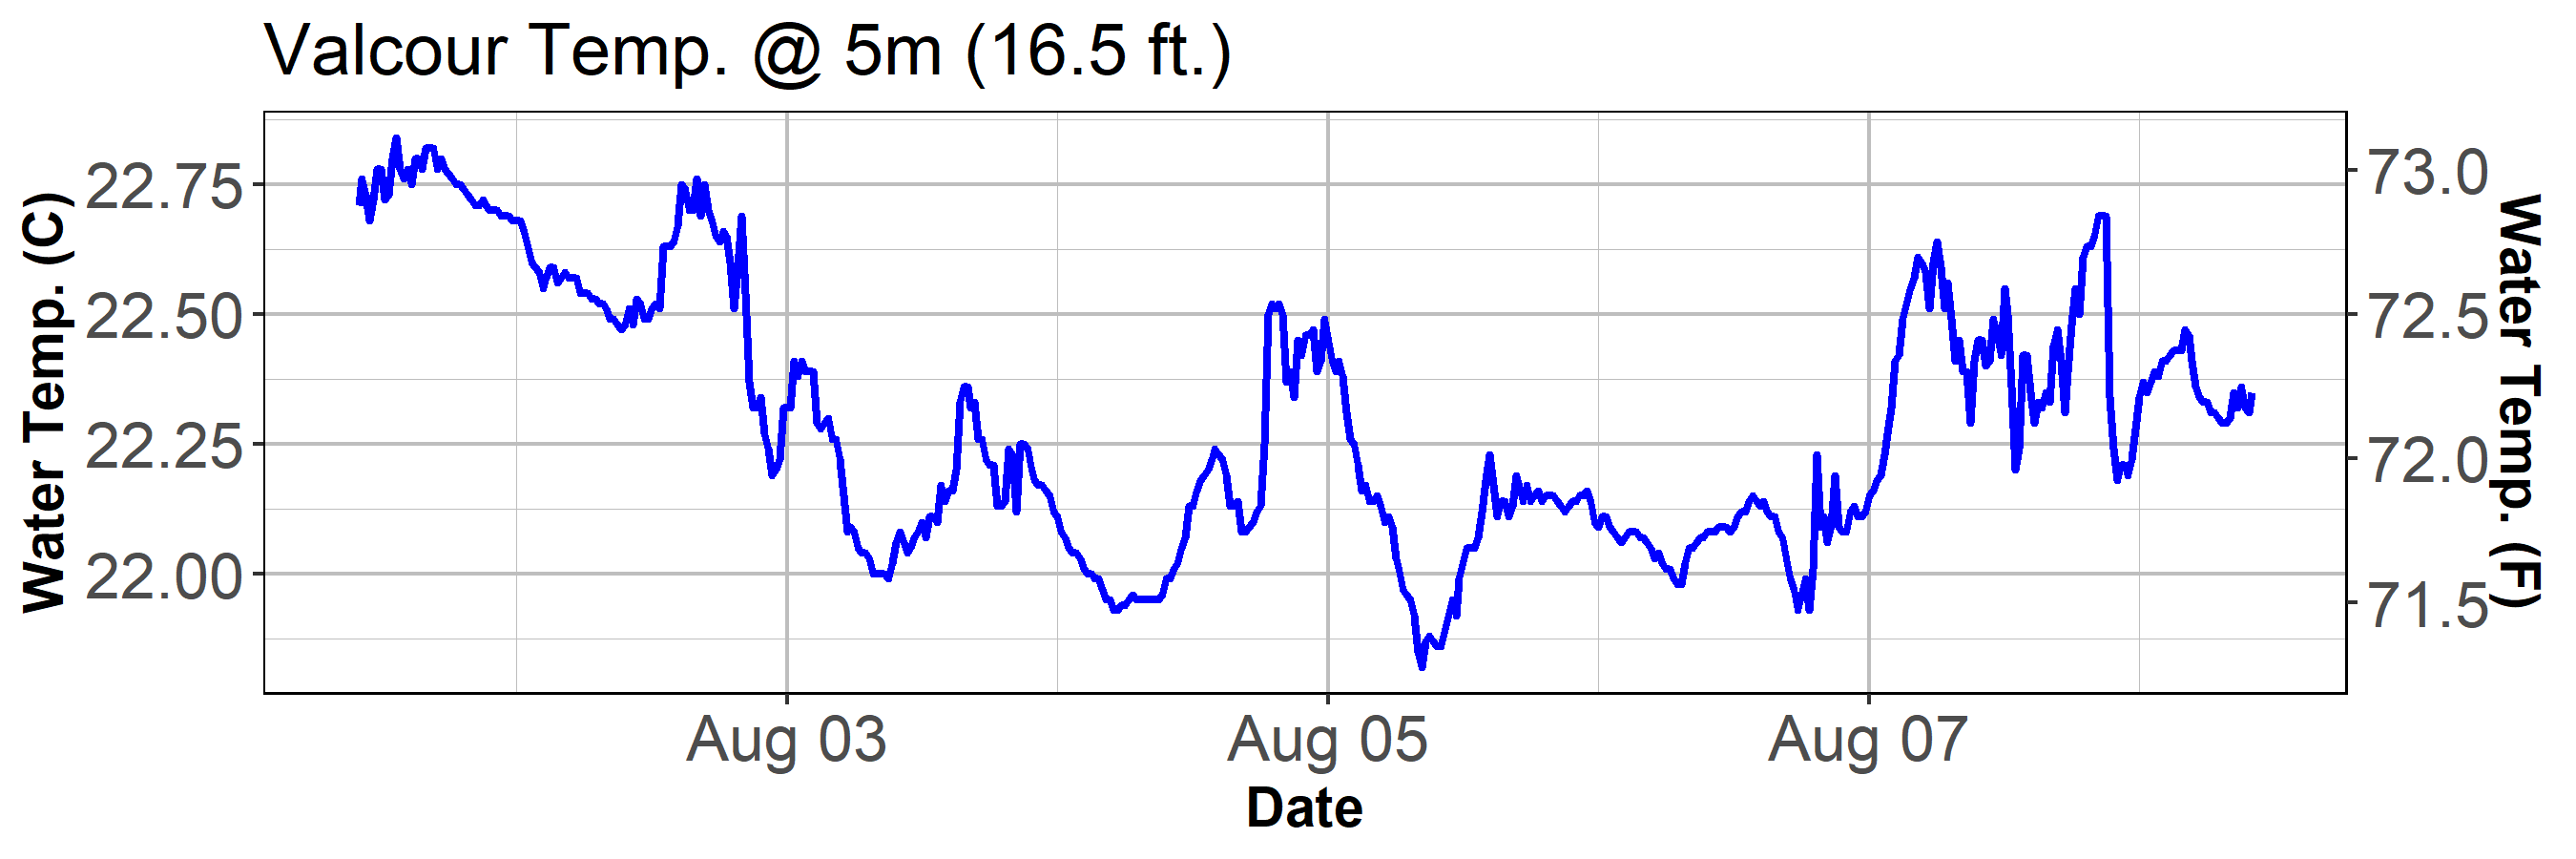 Valcour Temp. @ 5m (16.5 ft.)
Water Temp. (C)
22.75
22.50
22.25
22.00
73.0
72.5
72.0
71.5
Water Temp. (F)
Aug 03
Aug 05
Aug 07
Date